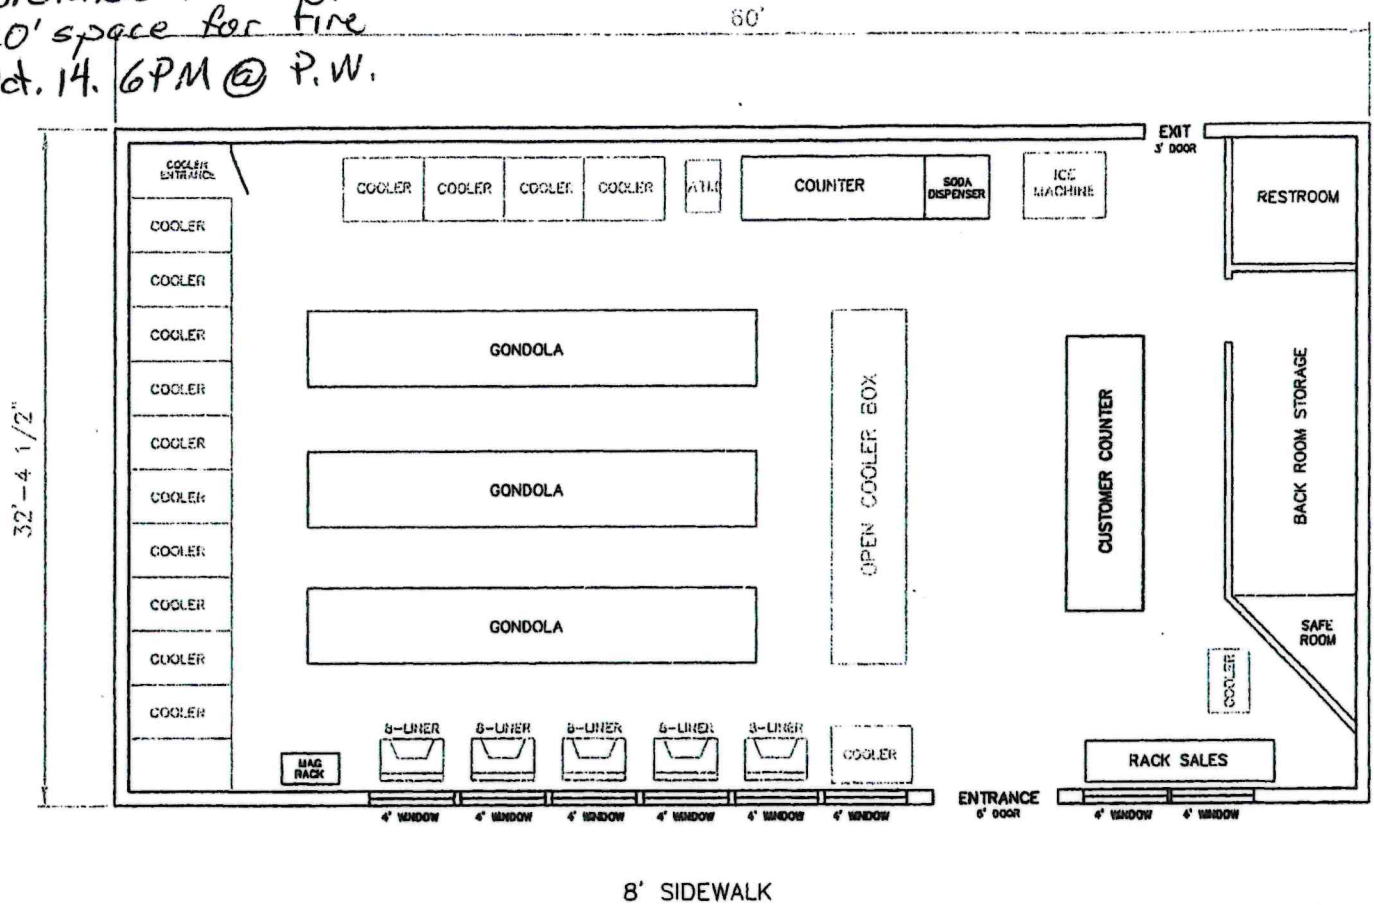 0' space for fire
ct. 14. 6PM @ P.W.
60'
EXIT
3' DOOR
COOLER
ENTRANCE
COOLER
COOLER
COOLER
COOLER
ATM
COUNTER
SODA
DISPENSER
ICE
MACHINE
RESTROOM
COOLER
COOLER
COOLER
COOLER
COOLER
COOLER
COOLER
COOLER
COOLER
COOLER
32'-4 1/2"
GONDOLA
GONDOLA
GONDOLA
OPEN COOLER BOX
CUSTOMER COUNTER
BACK ROOM STORAGE
SAFE
ROOM
COOLER
8-LINER
8-LINER
8-LINER
8-LINER
8-LINER
COOLER
MAG
RACK
RACK SALES
ENTRANCE
6' DOOR
4' WINDOW
4' WINDOW
4' WINDOW
4' WINDOW
4' WINDOW
4' WINDOW
4' WINDOW
4' WINDOW
8' SIDEWALK